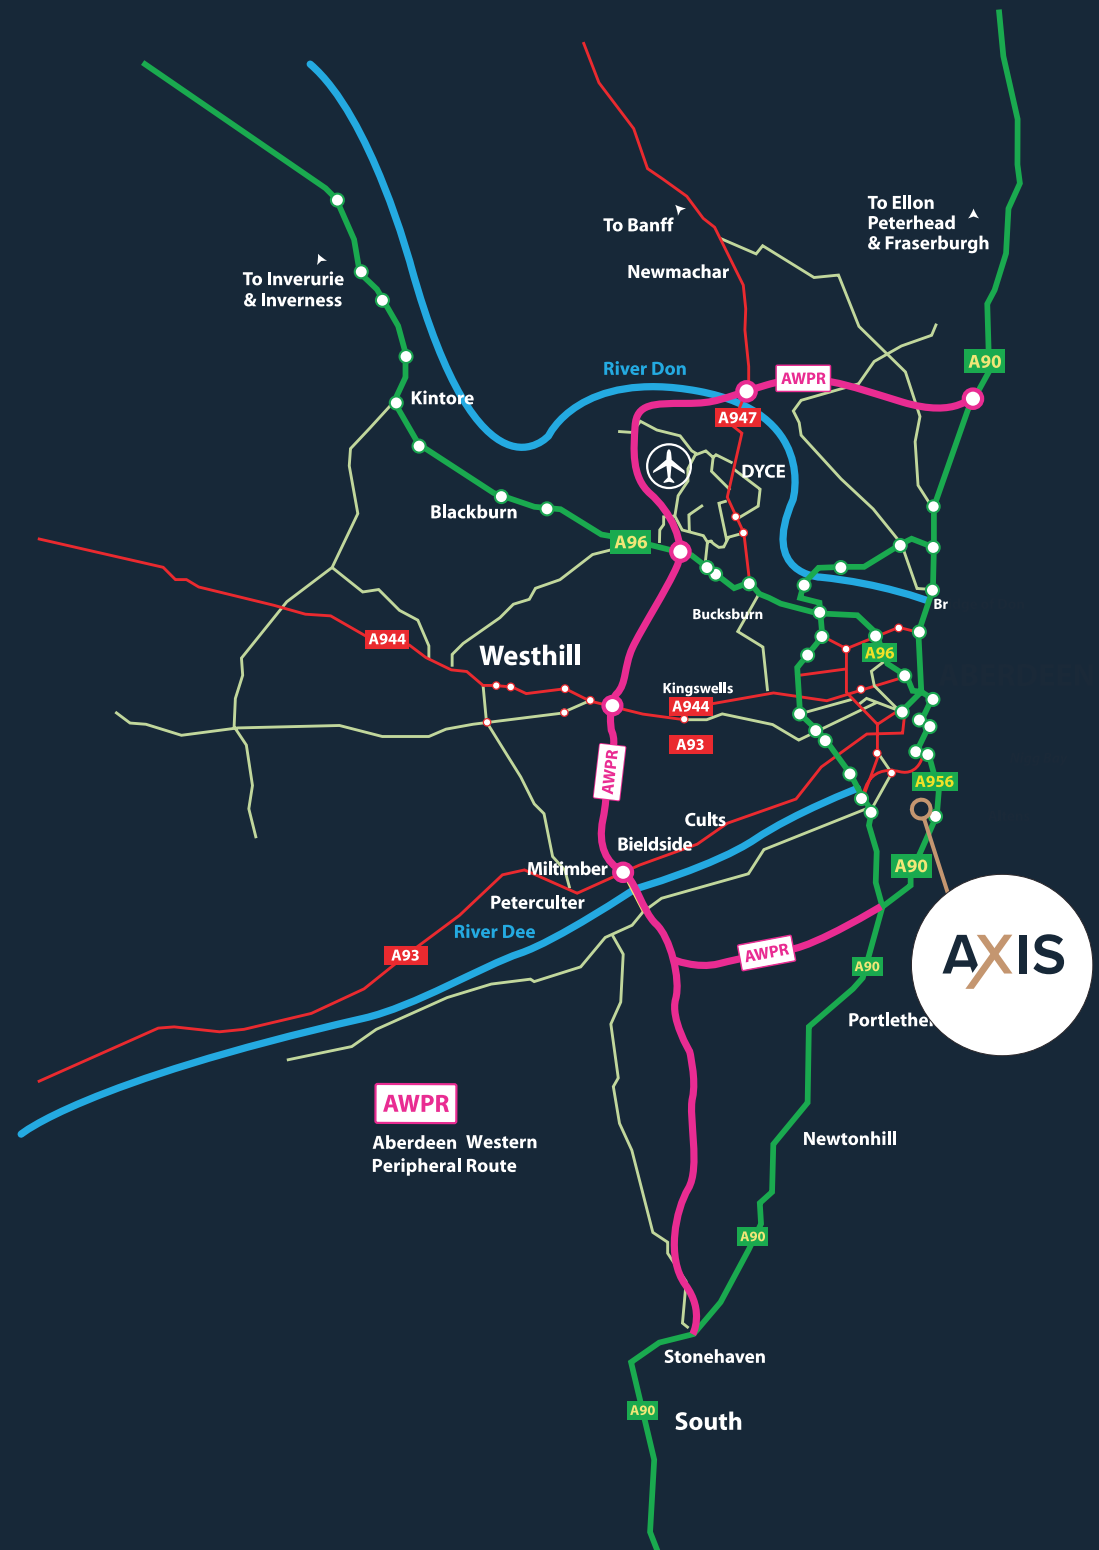 To Ellon
Peterhead
& Fraserburgh
To Banff
Newmachar
To Inverurie
& Inverness
A90
River Don
AWPR
Kintore
A947
DYCE
Blackburn
A96
Br
Bucksburn
A944
Westhill
A96
Kingswells
A944
A93
AWPR
A956
Cults
Bieldside
Miltimber
A90
Peterculter
River Dee
A93
AWPR
A90
AXIS
AWPR
Aberdeen Western
Peripheral Route
Newtonhill
A90
Stonehaven
A90
South